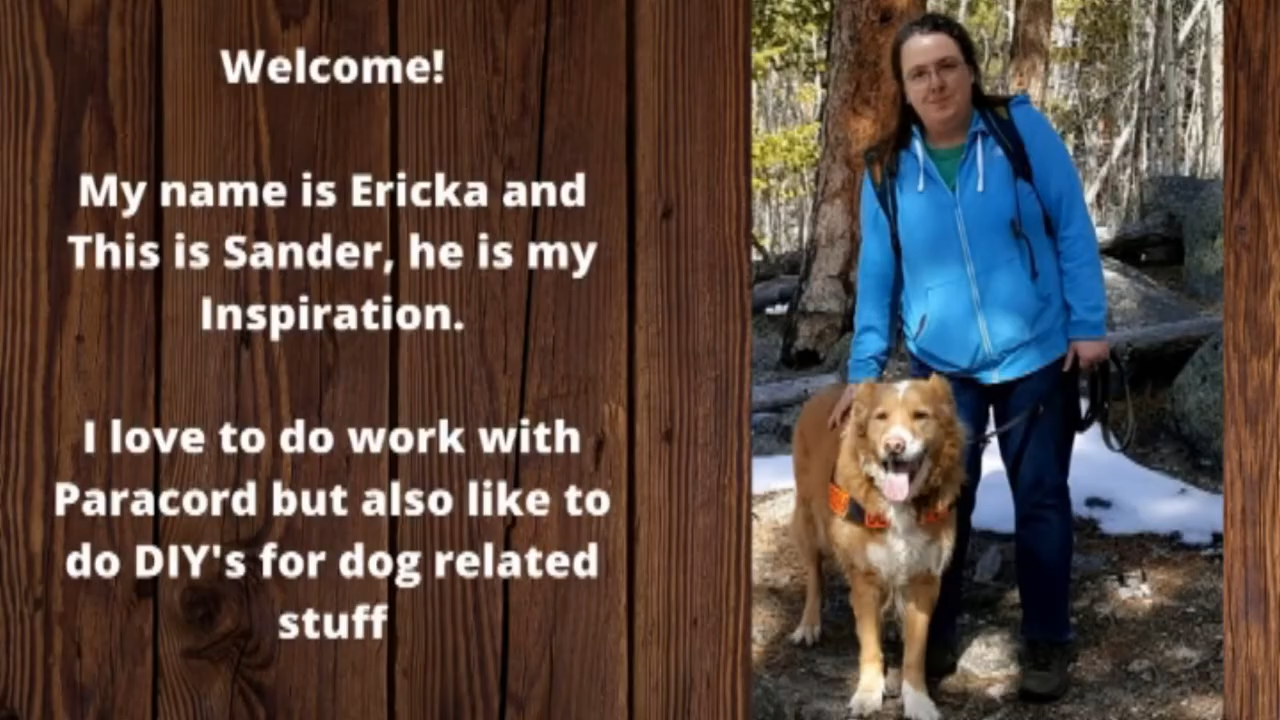 Welcome!
My name is Ericka and
This is Sander, he is my
Inspiration.
I love to do work with
Paracord but also like to
do DIY's for dog related
stuff